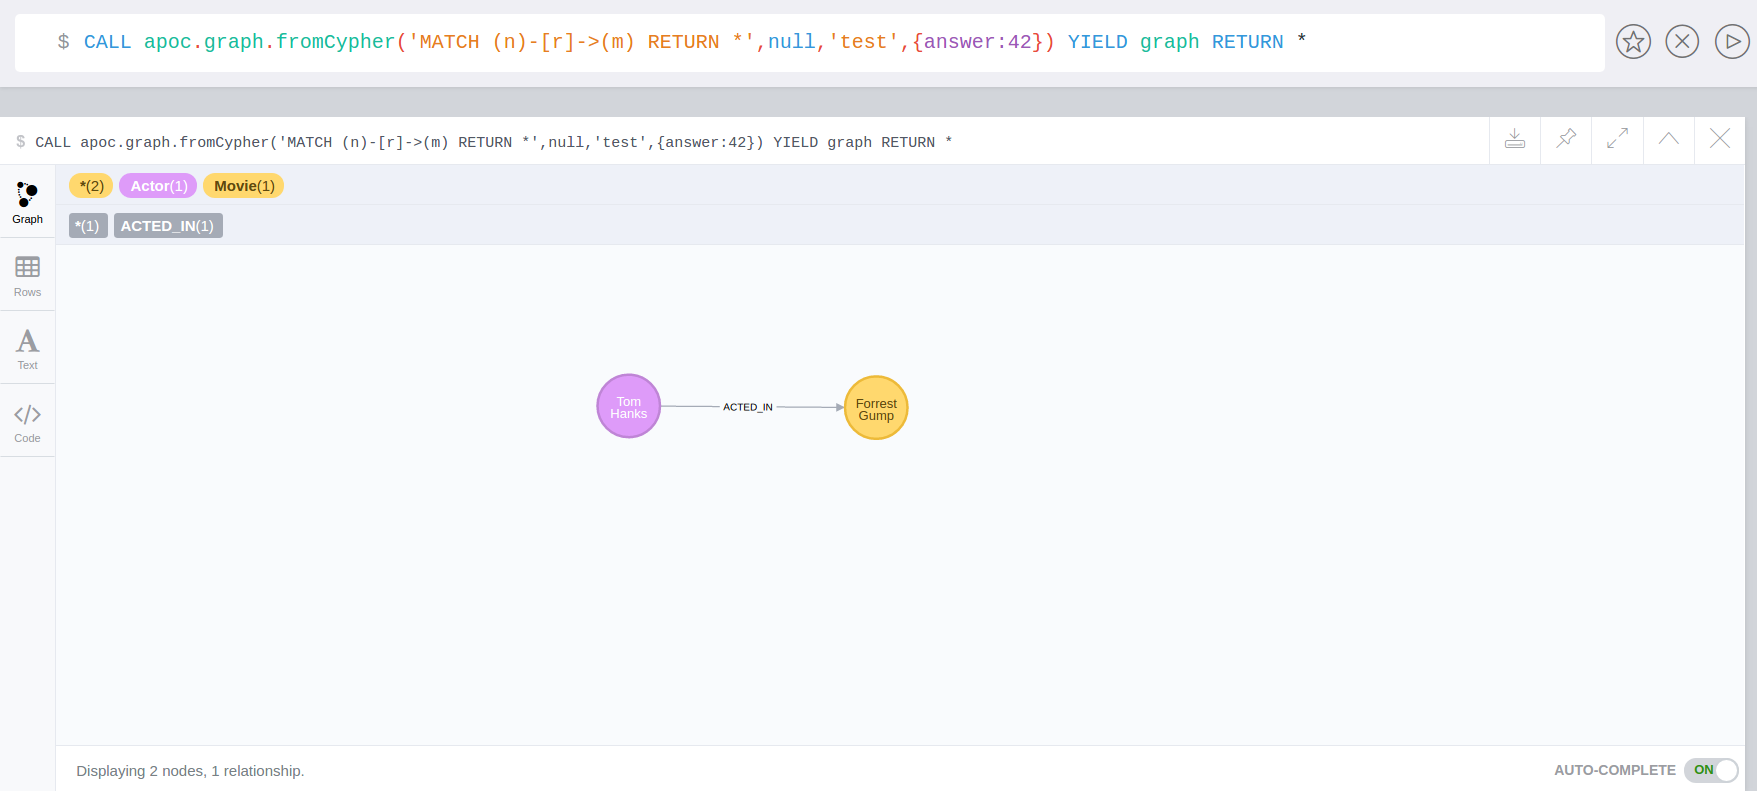 $ CALL apoc.graph.fromCypher('MATCH (n)-[r]->(m) RETURN *',null,'test',{answer:42}) YIELD graph RETURN *
$ CALL apoc.graph.fromCypher('MATCH (n)-[r]->(m) RETURN *',null,'test',{answer:42}) YIELD graph RETURN *
*(2) Actor(1) Movie(1)
*(1) ACTED_IN(1)
Graph
Rows
A
Text
</>
Code
Tom
Hanks
ACTED_IN
Forrest
Gump
Displaying 2 nodes, 1 relationship.
AUTO-COMPLETE ON